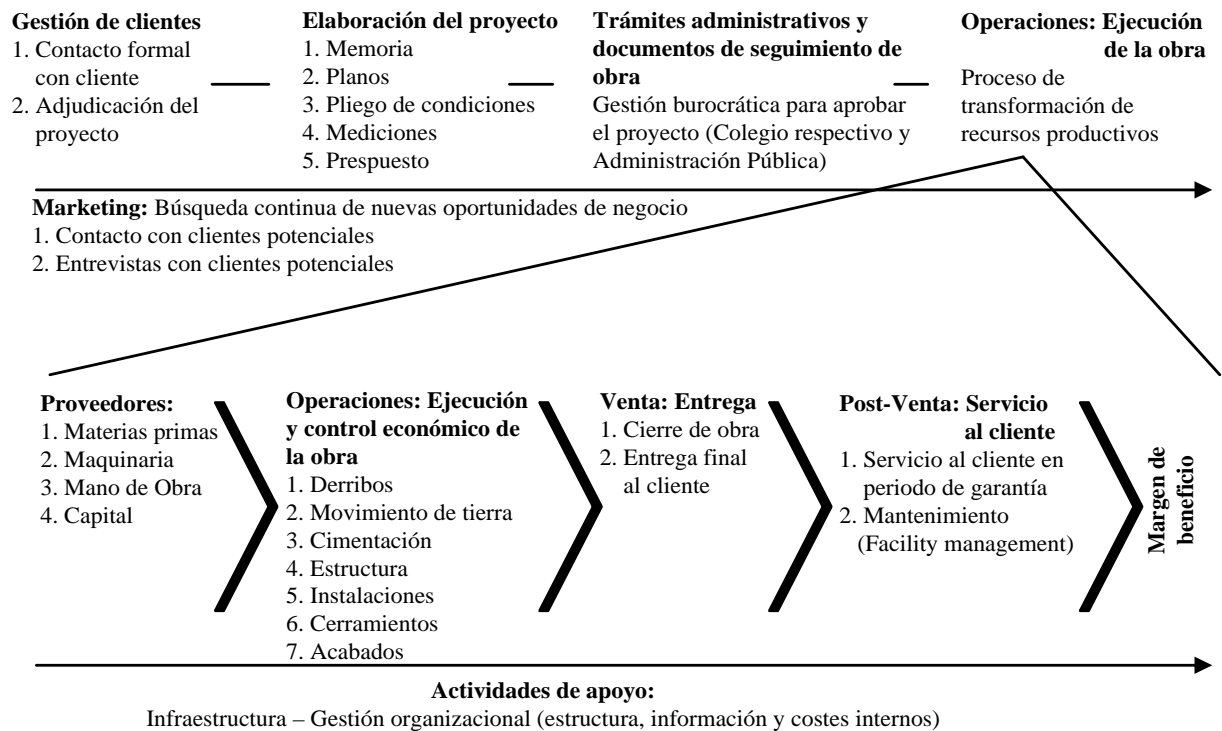 Gestión de clientes
1. Contacto formal
con cliente
2. Adjudicación del
proyecto
Elaboración del proyecto
1. Memoria
2. Planos
3. Pliego de condiciones
4. Mediciones
5. Prespuesto
Trámites administrativos y
documentos de seguimiento de
obra
Gestión burocrática para aprobar
el proyecto (Colegio respectivo y
Administración Pública)
Operaciones: Ejecución
de la obra
Proceso de
transformación de
recursos productivos
Marketing: Búsqueda continua de nuevas oportunidades de negocio
1. Contacto con clientes potenciales
2. Entrevistas con clientes potenciales
Proveedores:
1. Materias primas
2. Maquinaria
3. Mano de Obra
4. Capital
Operaciones: Ejecución
y control económico de
la obra
1. Derribos
2. Movimiento de tierra
3. Cimentación
4. Estructura
5. Instalaciones
6. Cerramientos
7. Acabados
Venta: Entrega
1. Cierre de obra
2. Entrega final
al cliente
Post-Venta: Servicio
al cliente
1. Servicio al cliente en
periodo de garantía
2. Mantenimiento
(Facility management)
Margen de
beneficio
Actividades de apoyo:
Infraestructura – Gestión organizacional (estructura, información y costes internos)